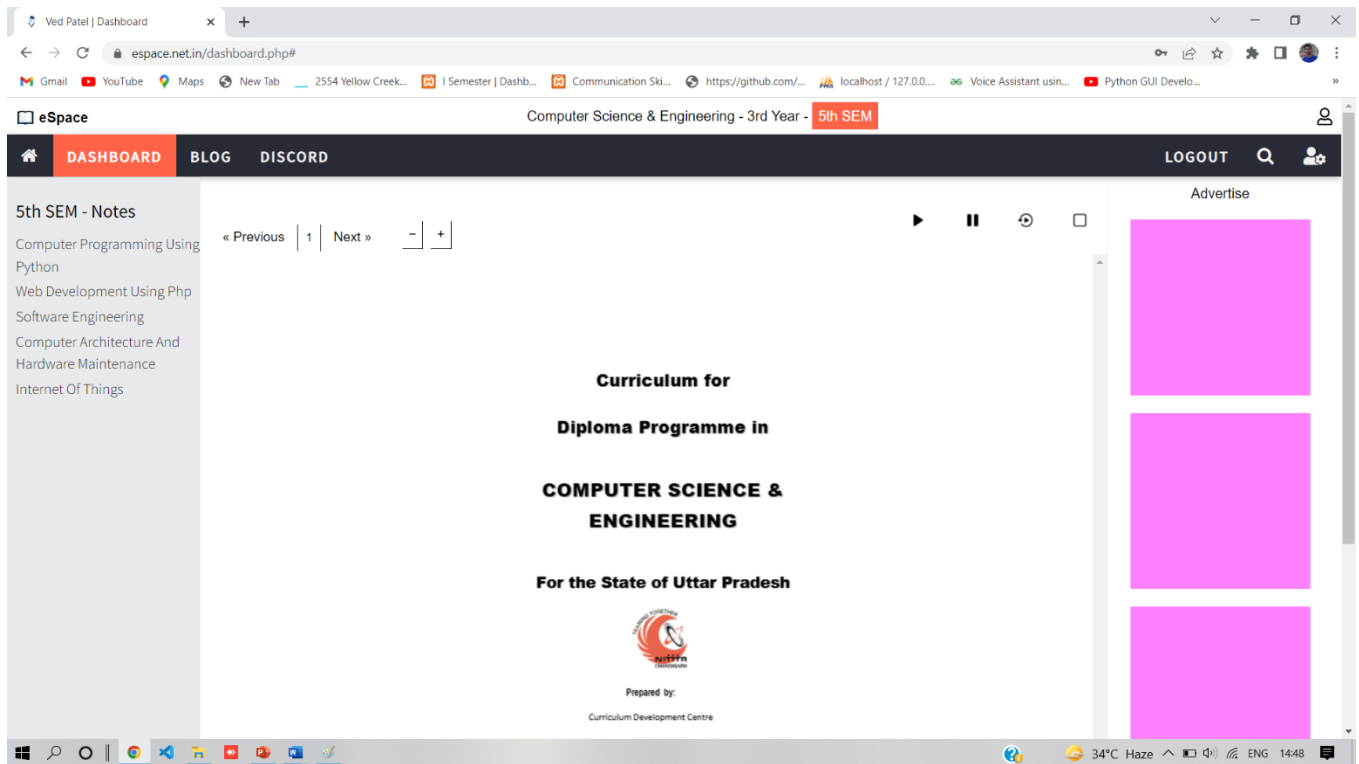 Ved Patel | Dashboard
espace.net.in/dashboard.php#
Gmail YouTube Maps New Tab 2554 Yellow Creek... I Semester | Dashb... Communication Ski... https://github.com/... localhost / 127.0.0.... Voice Assistant usin... Python GUI Develo... »
eSpace Computer Science & Engineering - 3rd Year - 5th SEM
DASHBOARD BLOG DISCORD LOGOUT
5th SEM - Notes
Computer Programming Using
Python
Web Development Using Php
Software Engineering
Computer Architecture And
Hardware Maintenance
Internet Of Things
« Previous 1 Next » - +
Curriculum for
Diploma Programme in
COMPUTER SCIENCE &
ENGINEERING
For the State of Uttar Pradesh
Prepared by:
Curriculum Development Centre
Advertise
34°C Haze ENG 14:48